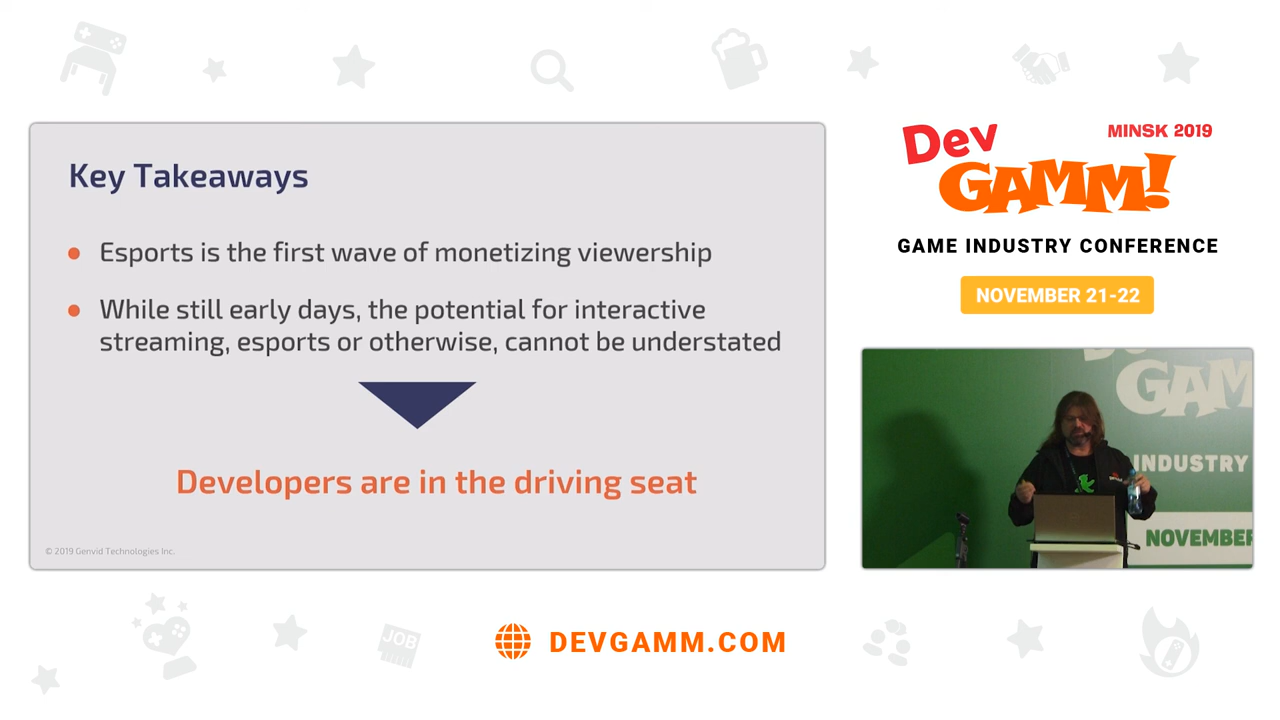 Key Takeaways
Esports is the first wave of monetizing viewership
While still early days, the potential for interactive
streaming, esports or otherwise, cannot be understated
Developers are in the driving seat
© 2019 Genvid Technologies Inc.
Dev
GAMM!
MINSK 2019
GAME INDUSTRY CONFERENCE
NOVEMBER 21-22
GAM
INDUSTRY
NOVEMBER
JOB
DEVGAMM.COM